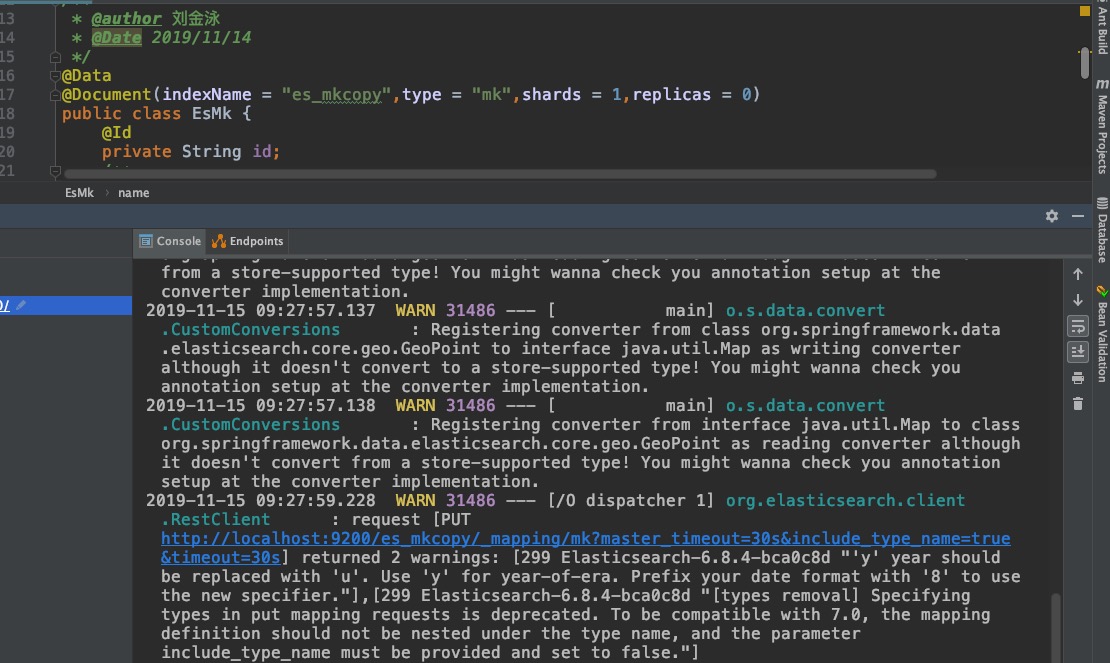 13 * @author 刘金泳
14 * @Date 2019/11/14
15 */
16 @Data
17 @Document(indexName = "es_mkcopy",type = "mk",shards = 1,replicas = 0)
18 public class EsMk {
19 @Id
20 private String id;
21
EsMk › name
Console Endpoints
from a store-supported type! You might wanna check you annotation setup at the
converter implementation.
2019-11-15 09:27:57.137 WARN 31486 --- [ main] o.s.data.convert
.CustomConversions : Registering converter from class org.springframework.data
.elasticsearch.core.geo.GeoPoint to interface java.util.Map as writing converter
although it doesn't convert to a store-supported type! You might wanna check you
annotation setup at the converter implementation.
2019-11-15 09:27:57.138 WARN 31486 --- [ main] o.s.data.convert
.CustomConversions : Registering converter from interface java.util.Map to class
org.springframework.data.elasticsearch.core.geo.GeoPoint as reading converter although
it doesn't convert from a store-supported type! You might wanna check you annotation
setup at the converter implementation.
2019-11-15 09:27:59.228 WARN 31486 --- [/O dispatcher 1] org.elasticsearch.client
.RestClient : request [PUT
http://localhost:9200/es_mkcopy/_mapping/mk?master_timeout=30s&include_type_name=true
&timeout=30s] returned 2 warnings: [299 Elasticsearch-6.8.4-bca0c8d "'y' year should
be replaced with 'u'. Use 'y' for year-of-era. Prefix your date format with '8' to use
the new specifier."],[299 Elasticsearch-6.8.4-bca0c8d "[types removal] Specifying
types in put mapping requests is deprecated. To be compatible with 7.0, the mapping
definition should not be nested under the type name, and the parameter
include_type_name must be provided and set to false."]
Ant Build
Maven Projects
Database
Bean Validation